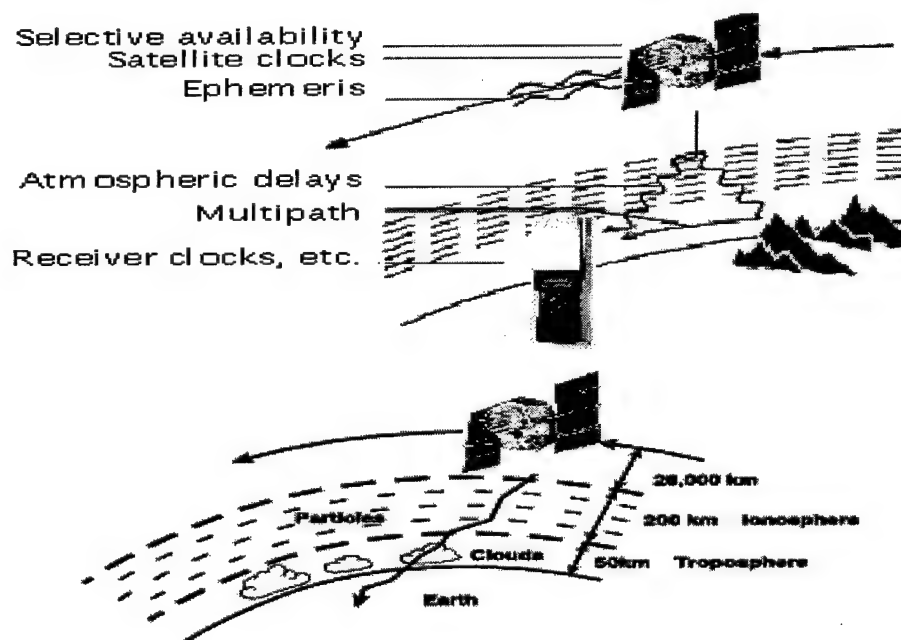 Selective availability
Satellite clocks
Ephemeris
Atmospheric delays
Multipath
Receiver clocks, etc.
28,000 km
Particles
200 km Ionosphere
Clouds
50km Troposphere
Earth